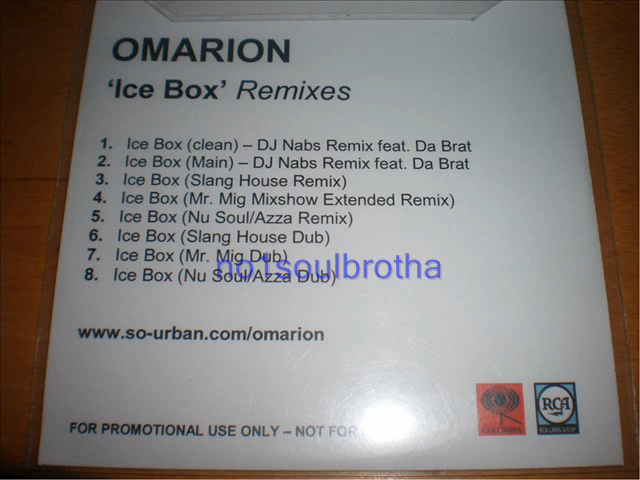 OMARION
'Ice Box' Remixes
1. Ice Box (clean) – DJ Nabs Remix feat. Da Brat
2. Ice Box (Main) – DJ Nabs Remix feat. Da Brat
3. Ice Box (Slang House Remix)
4. Ice Box (Mr. Mig Mixshow Extended Remix)
5. Ice Box (Nu Soul/Azza Remix)
6. Ice Box (Slang House Dub)
7. Ice Box (Mr. Mig Dub)
8. Ice Box (Nu Soul/Azza Dub)
no1soulbrotha
www.so-urban.com/omarion
COLUMBIA
RCA
RCA LABEL GROUP
FOR PROMOTIONAL USE ONLY – NOT FOR